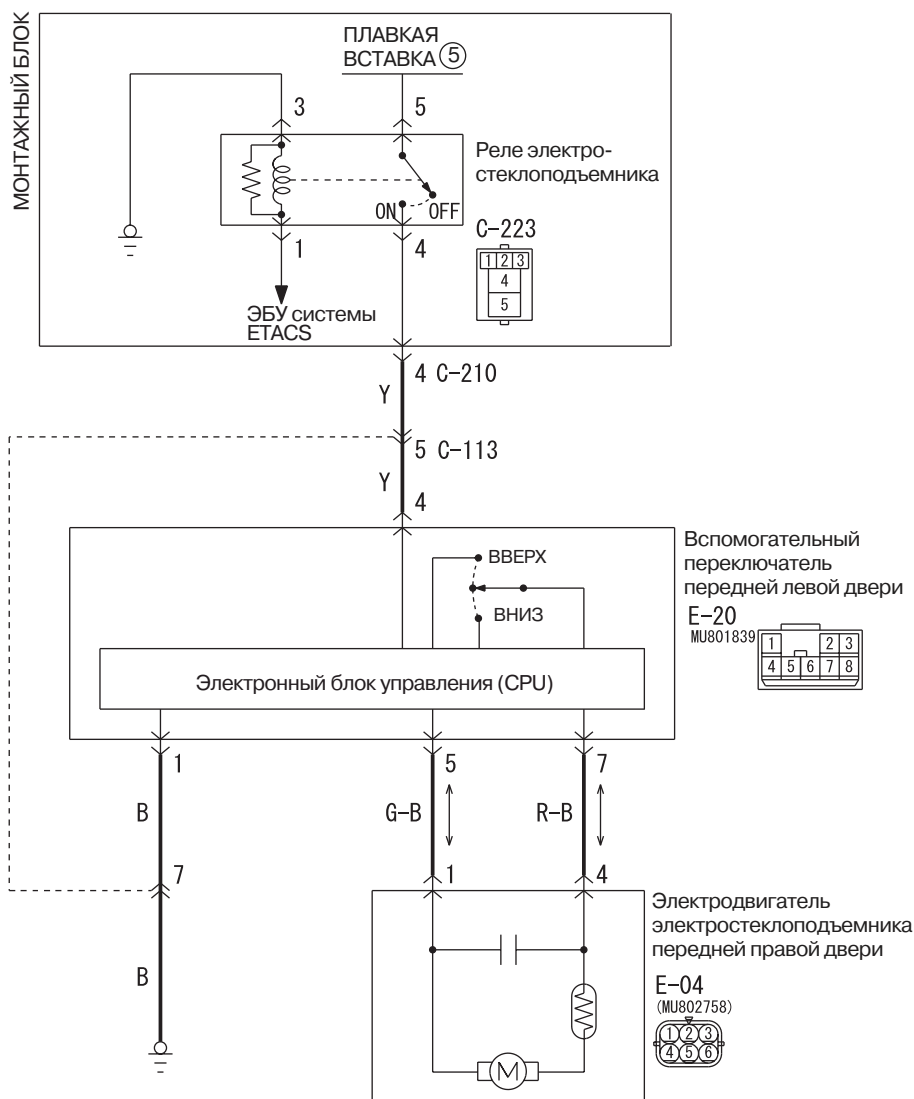 МОНТАЖНЫЙ БЛОК
ПЛАВКАЯ
ВСТАВКА ⑤
3
5
Реле электро-
стеклоподъемника
ON
OFF
C-223
1 2 3
4
5
1
4
ЭБУ системы
ETACS
4 C-210
Y
5 C-113
Y
4
Вспомогательный
переключатель
передней левой двери
E-20
MU801839
1 2 3
4 5 6 7 8
ВВЕРХ
ВНИЗ
Электронный блок управления (CPU)
1
5
7
B
G-B
R-B
7
1
4
B
Электродвигатель
электростеклоподъемника
передней правой двери
E-04
(MU802758)
1 2 3
4 5 6
M